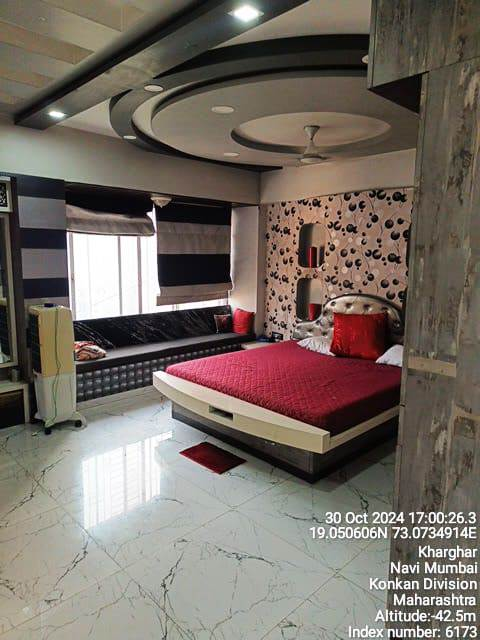 30 Oct 2024 17:00:26.3
19.050606N 73.0734914E
Kharghar
Navi Mumbai
Konkan Division
Maharashtra
Altitude:-42.5m
Index number: 6173